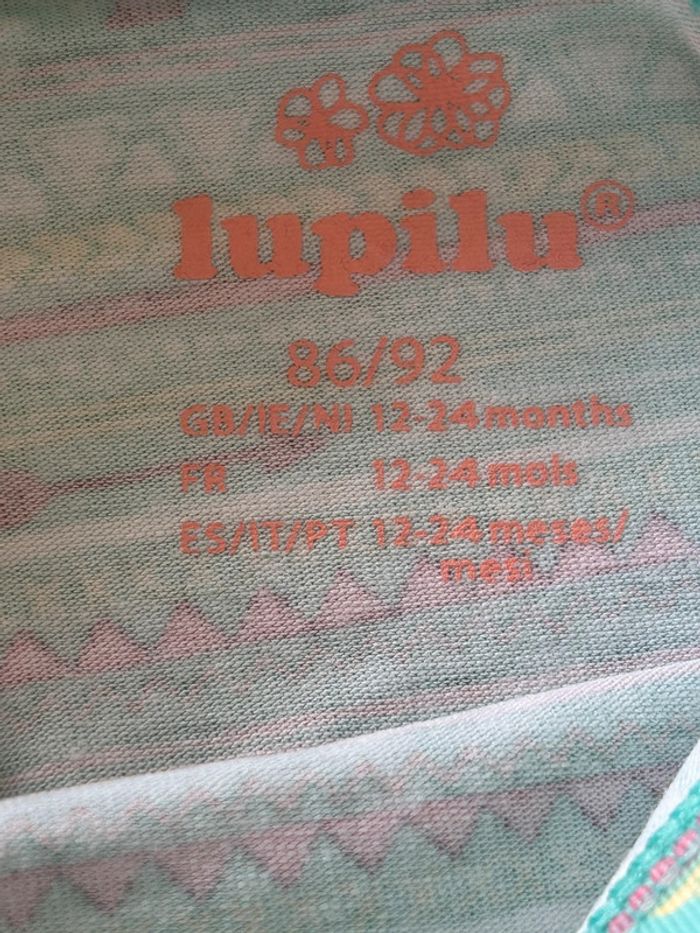 lupilu®
86/92
GB/IE/NI 12-24 months
FR 12-24 mois
ES/IT/PT 12-24 meses/
mesi